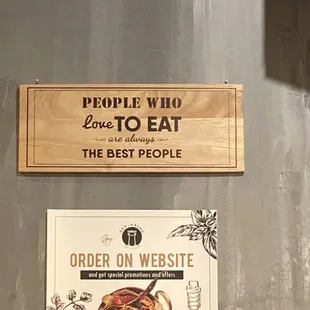 PEOPLE WHO
love TO EAT
are always
THE BEST PEOPLE
ORDER ON WEBSITE
and get special promotions and offers